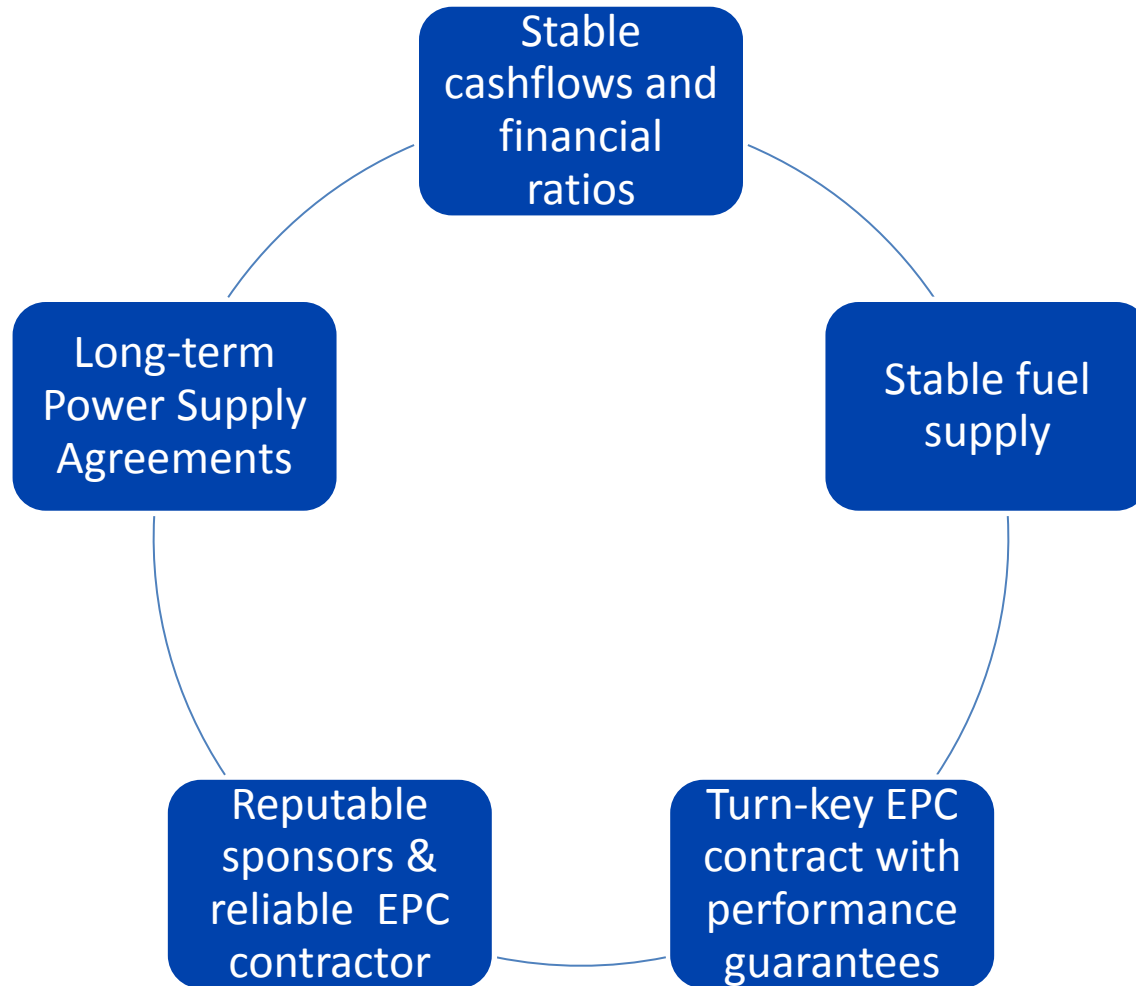 Stable
cashflows and
financial
ratios
Stable fuel
supply
Turn-key EPC
contract with
performance
guarantees
Reputable
sponsors &
reliable  EPC
contractor
Long-term
Power Supply
Agreements